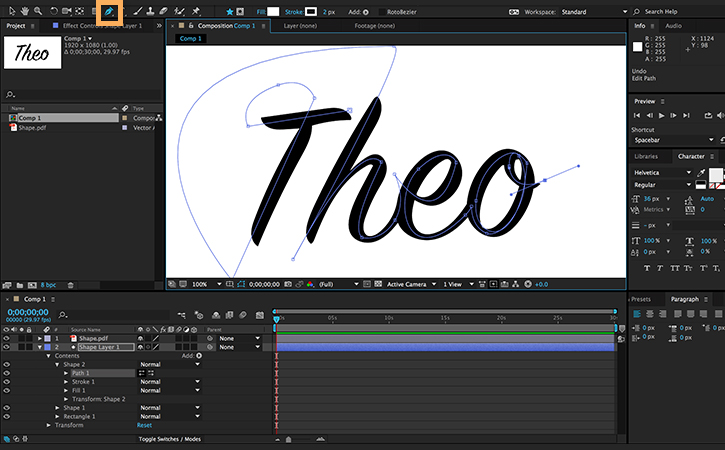 Fill: Stroke: 2 px Add: RotoBezier Workspace: Standard
Project Effect Controls Shape Layer 1
Composition Comp 1 Layer (none) Footage (none)
Info Audio
Comp 1
Theo
Comp 1
1920 x 1080 (1.00)
Δ 0;00;30;00, 29.97 fps
R : 255
G : 255
B : 255
A : 255
X : 1124
Y : 98
Undo
Edit Path
Name Type
Comp 1 Compos
Shape.pdf Vector A
Theo
Preview
Shortcut
Spacebar
Libraries Character
Helvetica
Regular
36 px Auto
Metrics 0
- px
100 % 100 %
0 px 0 %
T T TT Tt T T
8 bpc
100% 0;00;00;00 (Full) Active Camera 1 View +0.0
Comp 1
0;00;00;00
00000 (29.97 fps)
# Source Name Parent
1 Shape.pdf None
2 Shape Layer 1 None
Contents Add:
Shape 2 Normal
Path 1
Stroke 1 Normal
Fill 1 Normal
Transform: Shape 2
Shape 1 Normal
Rectangle 1 Normal
Transform Reset
Toggle Switches / Modes
05s 10s 15s 20s 25s 30s
Presets Paragraph
0 px 0 px 0 px
0 px 0 px